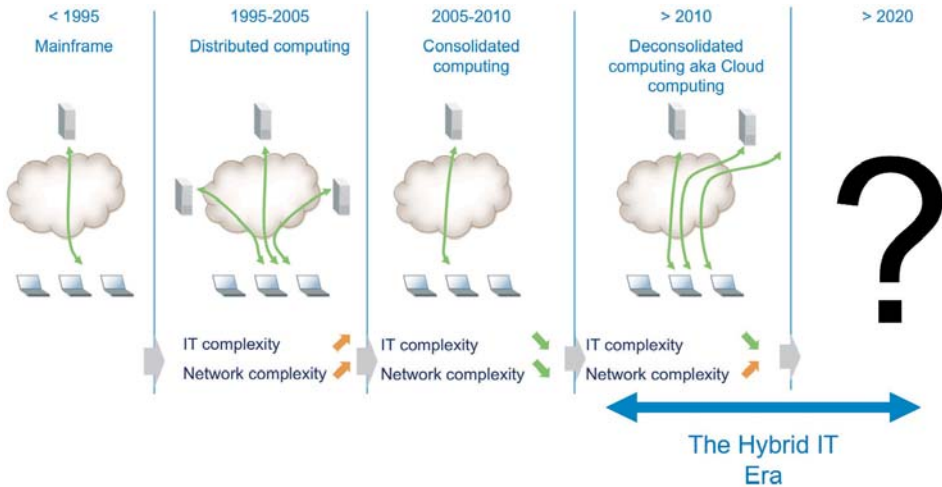 < 1995
Mainframe
1995-2005
Distributed computing
2005-2010
Consolidated
computing
> 2010
Deconsolidated
computing aka Cloud
computing
> 2020
?
IT complexity
Network complexity
IT complexity
Network complexity
IT complexity
Network complexity
The Hybrid IT
Era